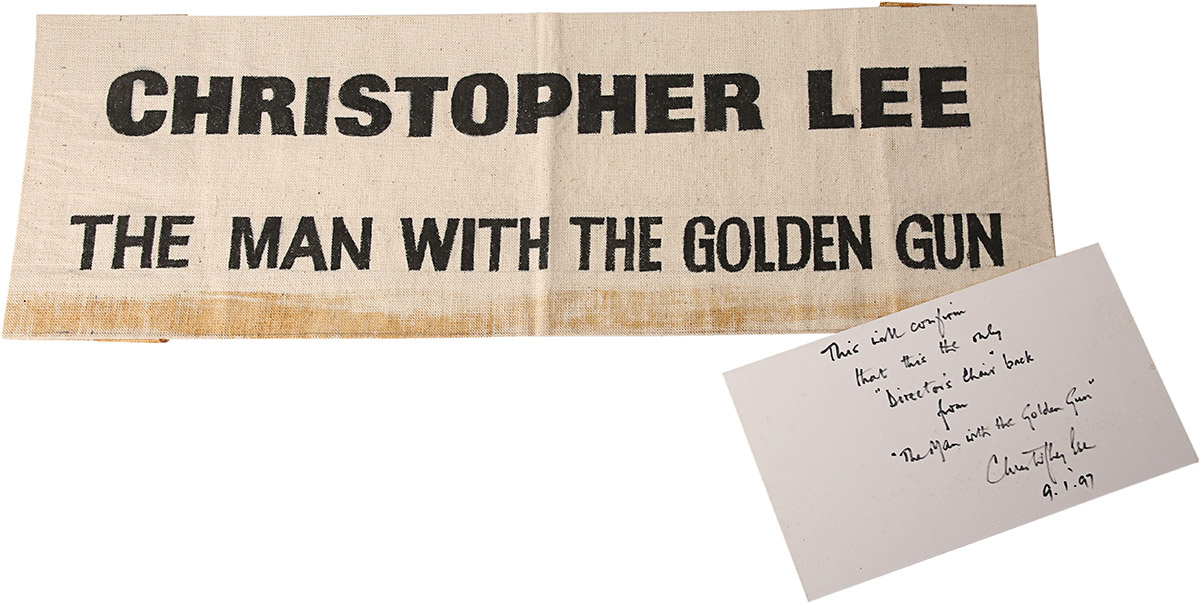 CHRISTOPHER LEE
THE MAN WITH THE GOLDEN GUN
This will confirm
that this the only
"Director's Chair" back
from
"The Man with the Golden Gun"
Christopher Lee
9.1.97